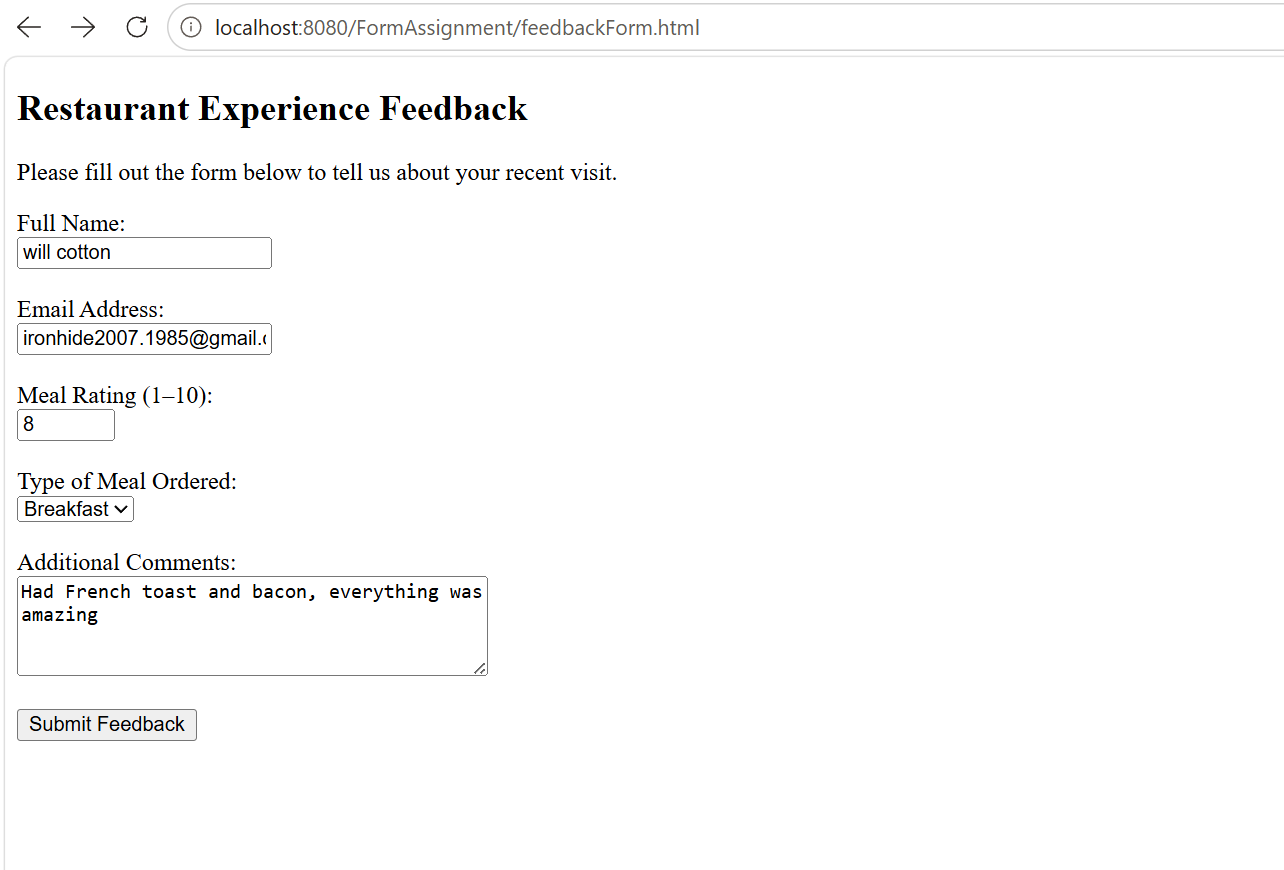 localhost:8080/FormAssignment/feedbackForm.html
Restaurant Experience Feedback
Please fill out the form below to tell us about your recent visit.
Full Name:
will cotton
Email Address:
ironhide2007.1985@gmail.
Meal Rating (1–10):
8
Type of Meal Ordered:
Breakfast
Additional Comments:
Had French toast and bacon, everything was
amazing
Submit Feedback